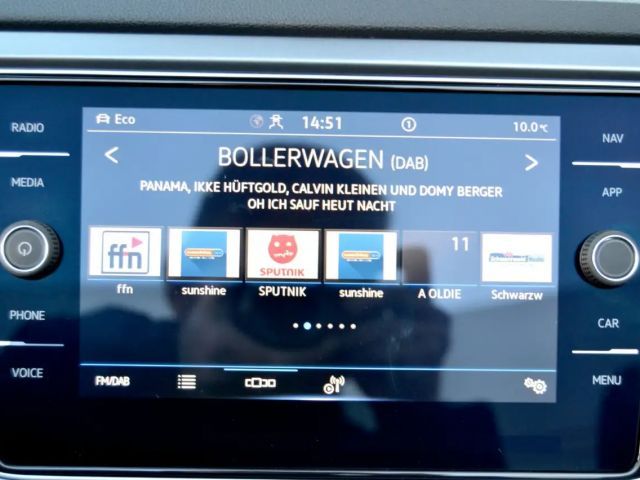 RADIO
MEDIA
PHONE
VOICE
Eco 14:51 1 10.0°C
BOLLERWAGEN (DAB)
PANAMA, IKKE HÜFTGOLD, CALVIN KLEINEN UND DOMY BERGER
OH ICH SAUF HEUT NACHT
ffn SPUTNIK 11
ffn sunshine SPUTNIK sunshine A OLDIE Schwarzw
FM/DAB
NAV
APP
CAR
MENU